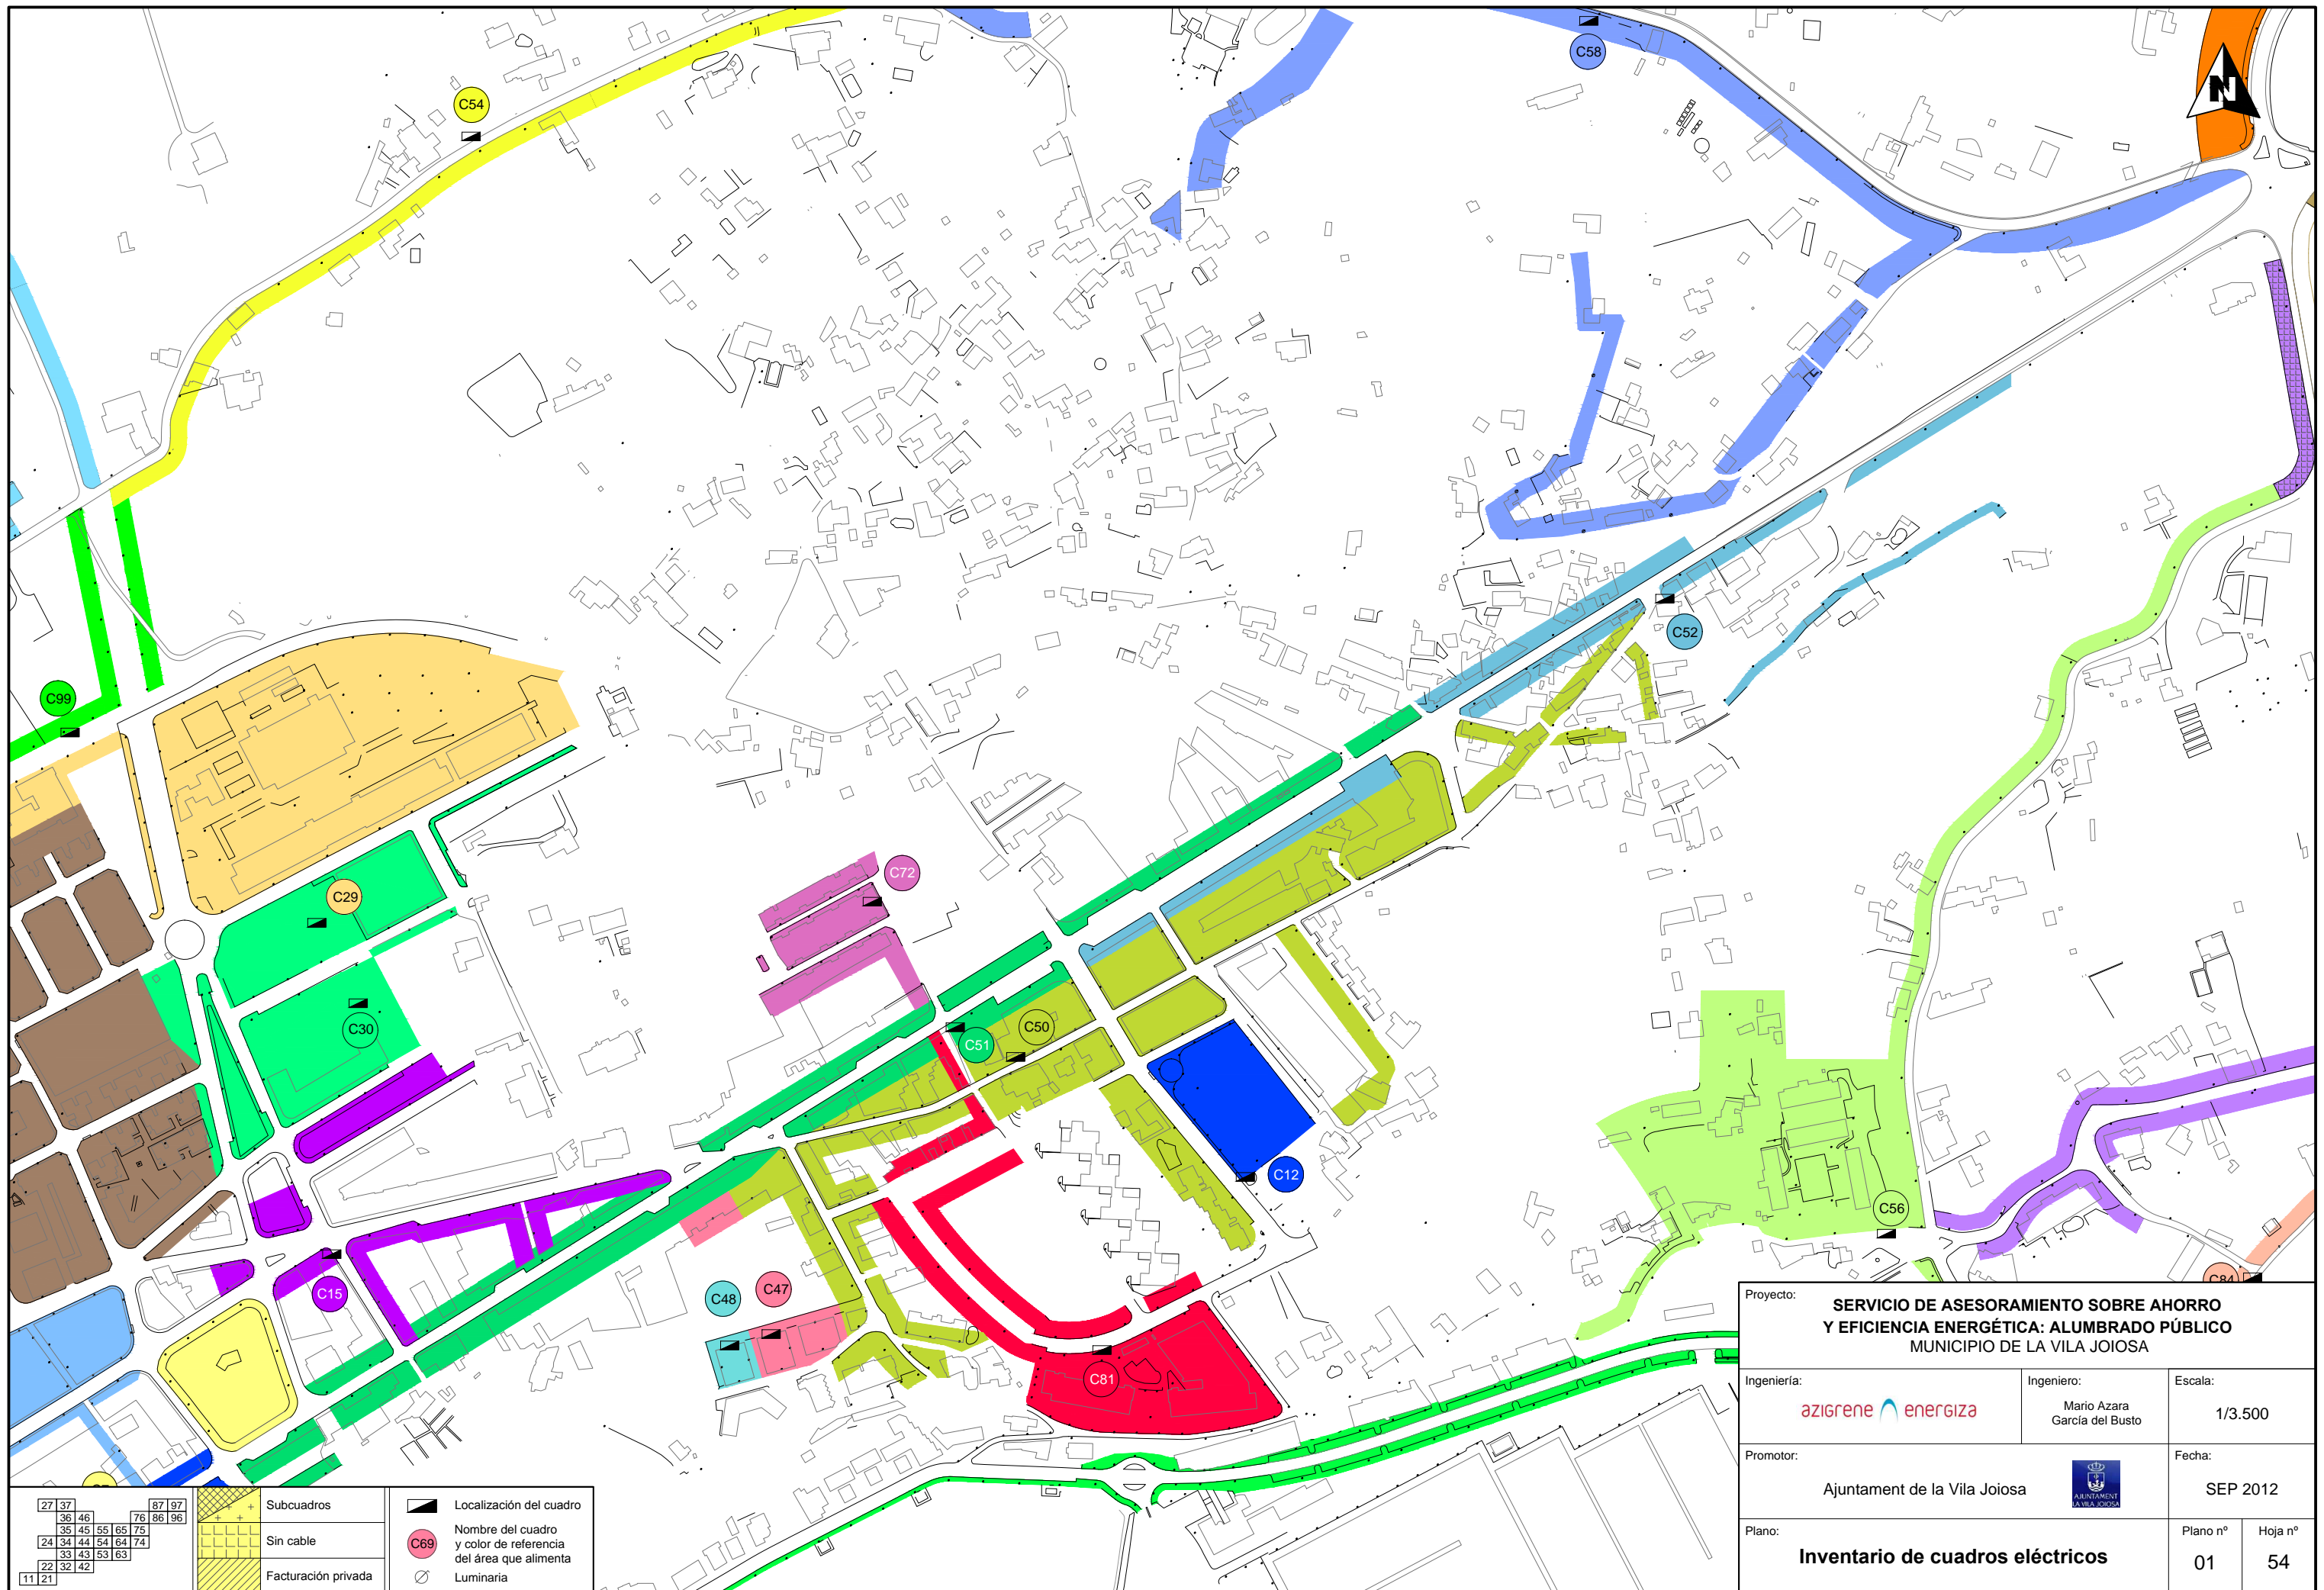 C54
C58
N
C52
C99
C29
C72
C30
C51
C50
C12
C56
C15
C48
C47
C81
C84
27 37 87 97
36 46 76 86 96
35 45 55 65 75
24 34 44 54 64 74
33 43 53 63
22 32 42
11 21
Subcuadros
Sin cable
Facturación privada
Localización del cuadro
C69
Nombre del cuadro
y color de referencia
del área que alimenta
Luminaria
Proyecto:
SERVICIO DE ASESORAMIENTO SOBRE AHORRO
Y EFICIENCIA ENERGÉTICA: ALUMBRADO PÚBLICO
MUNICIPIO DE LA VILA JOIOSA
Ingeniería:
azigrene energiza
Ingeniero:
Mario Azara
García del Busto
Escala:
1/3.500
Promotor:
Ajuntament de la Vila Joiosa
AJUNTAMENT
LA VILA JOIOSA
Fecha:
SEP 2012
Plano:
Inventario de cuadros eléctricos
Plano nº
01
Hoja nº
54